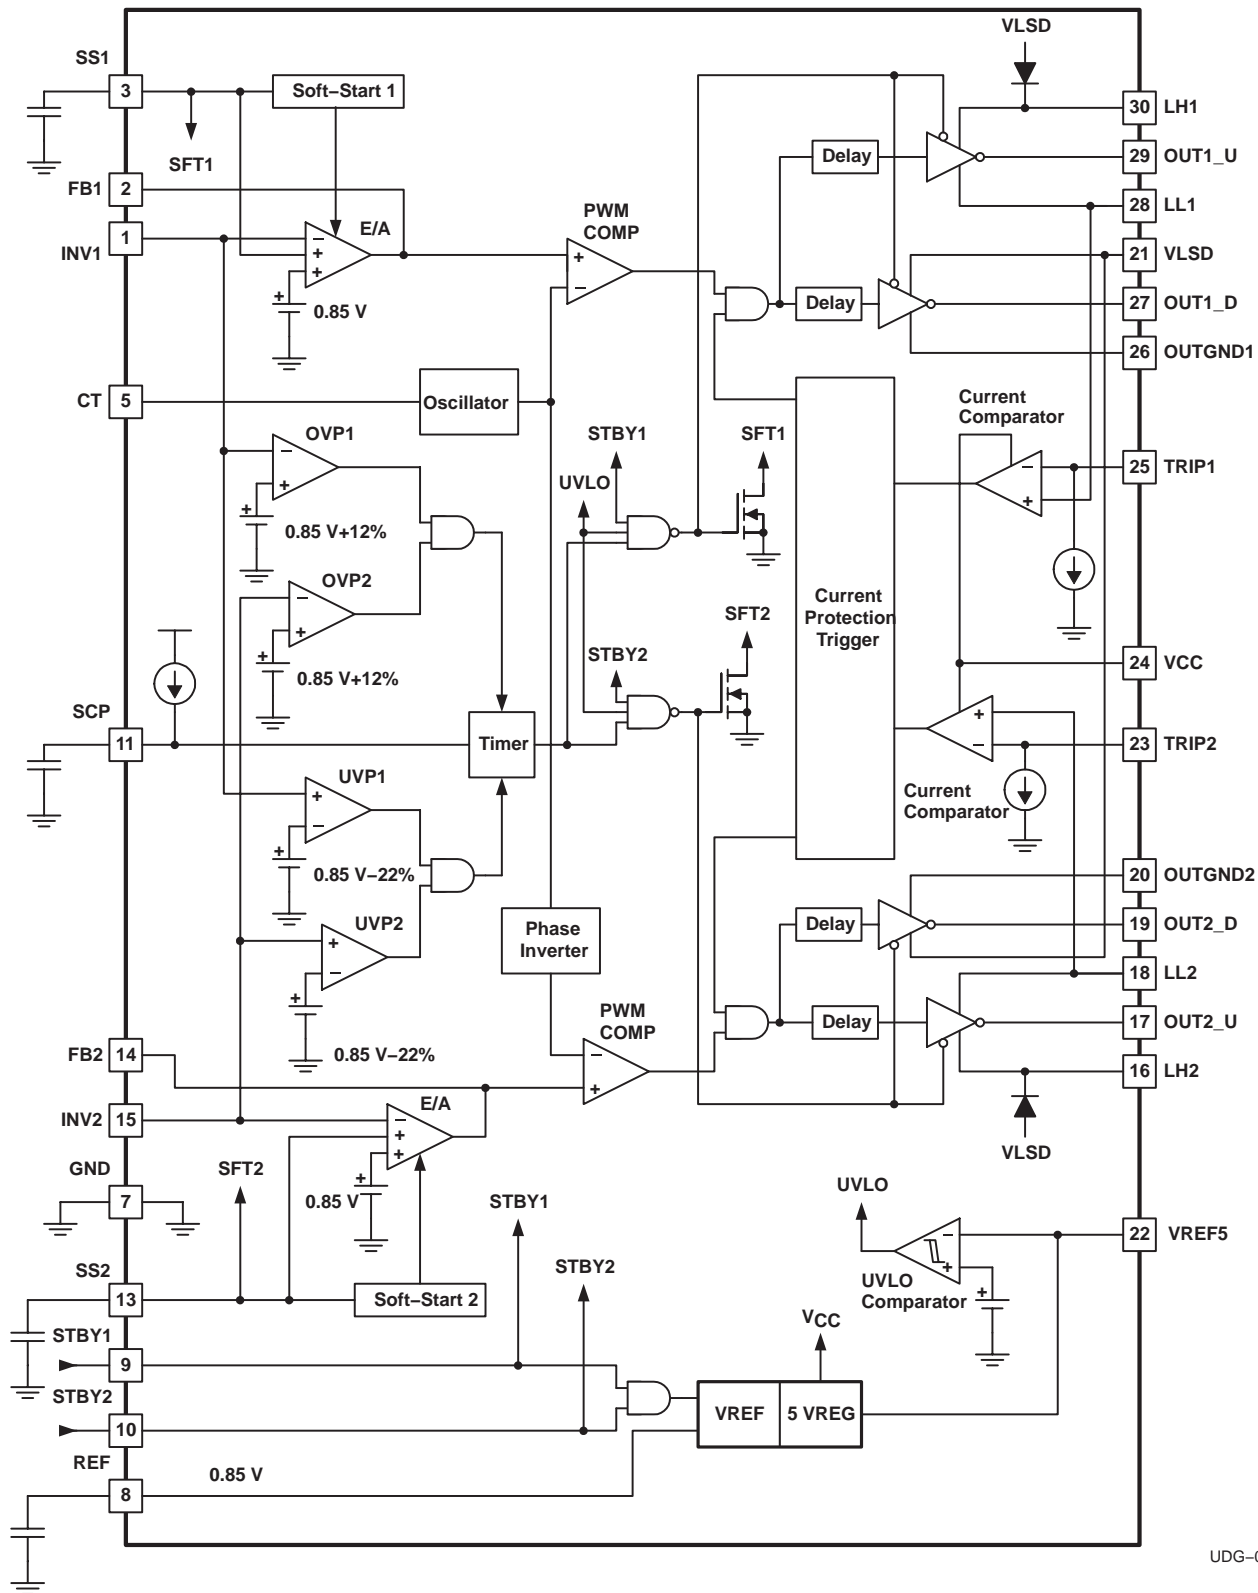 VLSD
SS1
3
Soft–Start 1
30
LH1
SFT1
Delay
29
OUT1_U
FB1
2
28
LL1
PWM
COMP
E/A
1
INV1
–
+
+
+
–
21
VLSD
+
0.85 V
Delay
27
OUT1_D
26
OUTGND1
CT
5
Oscillator
Current
Comparator
OVP1
STBY1
SFT1
–
+
–
+
25
TRIP1
UVLO
+
0.85 V+12%
OVP2
–
+
Current
Protection
Trigger
SFT2
+
0.85 V+12%
STBY2
24
VCC
SCP
11
Timer
+
–
23
TRIP2
UVP1
+
–
Current
Comparator
+
0.85 V–22%
20
OUTGND2
UVP2
Phase
Inverter
Delay
19
OUT2_D
+
–
18
LL2
+
PWM
COMP
Delay
17
OUT2_U
FB2
14
0.85 V–22%
–
+
16
LH2
E/A
INV2
15
–
+
+
VLSD
GND
SFT2
+
0.85 V
UVLO
7
STBY1
–
+
22
VREF5
SS2
STBY2
UVLO
Comparator
+
13
Soft–Start 2
STBY1
VCC
9
STBY2
VREF
5 VREG
10
REF
0.85 V
8
UDG–0